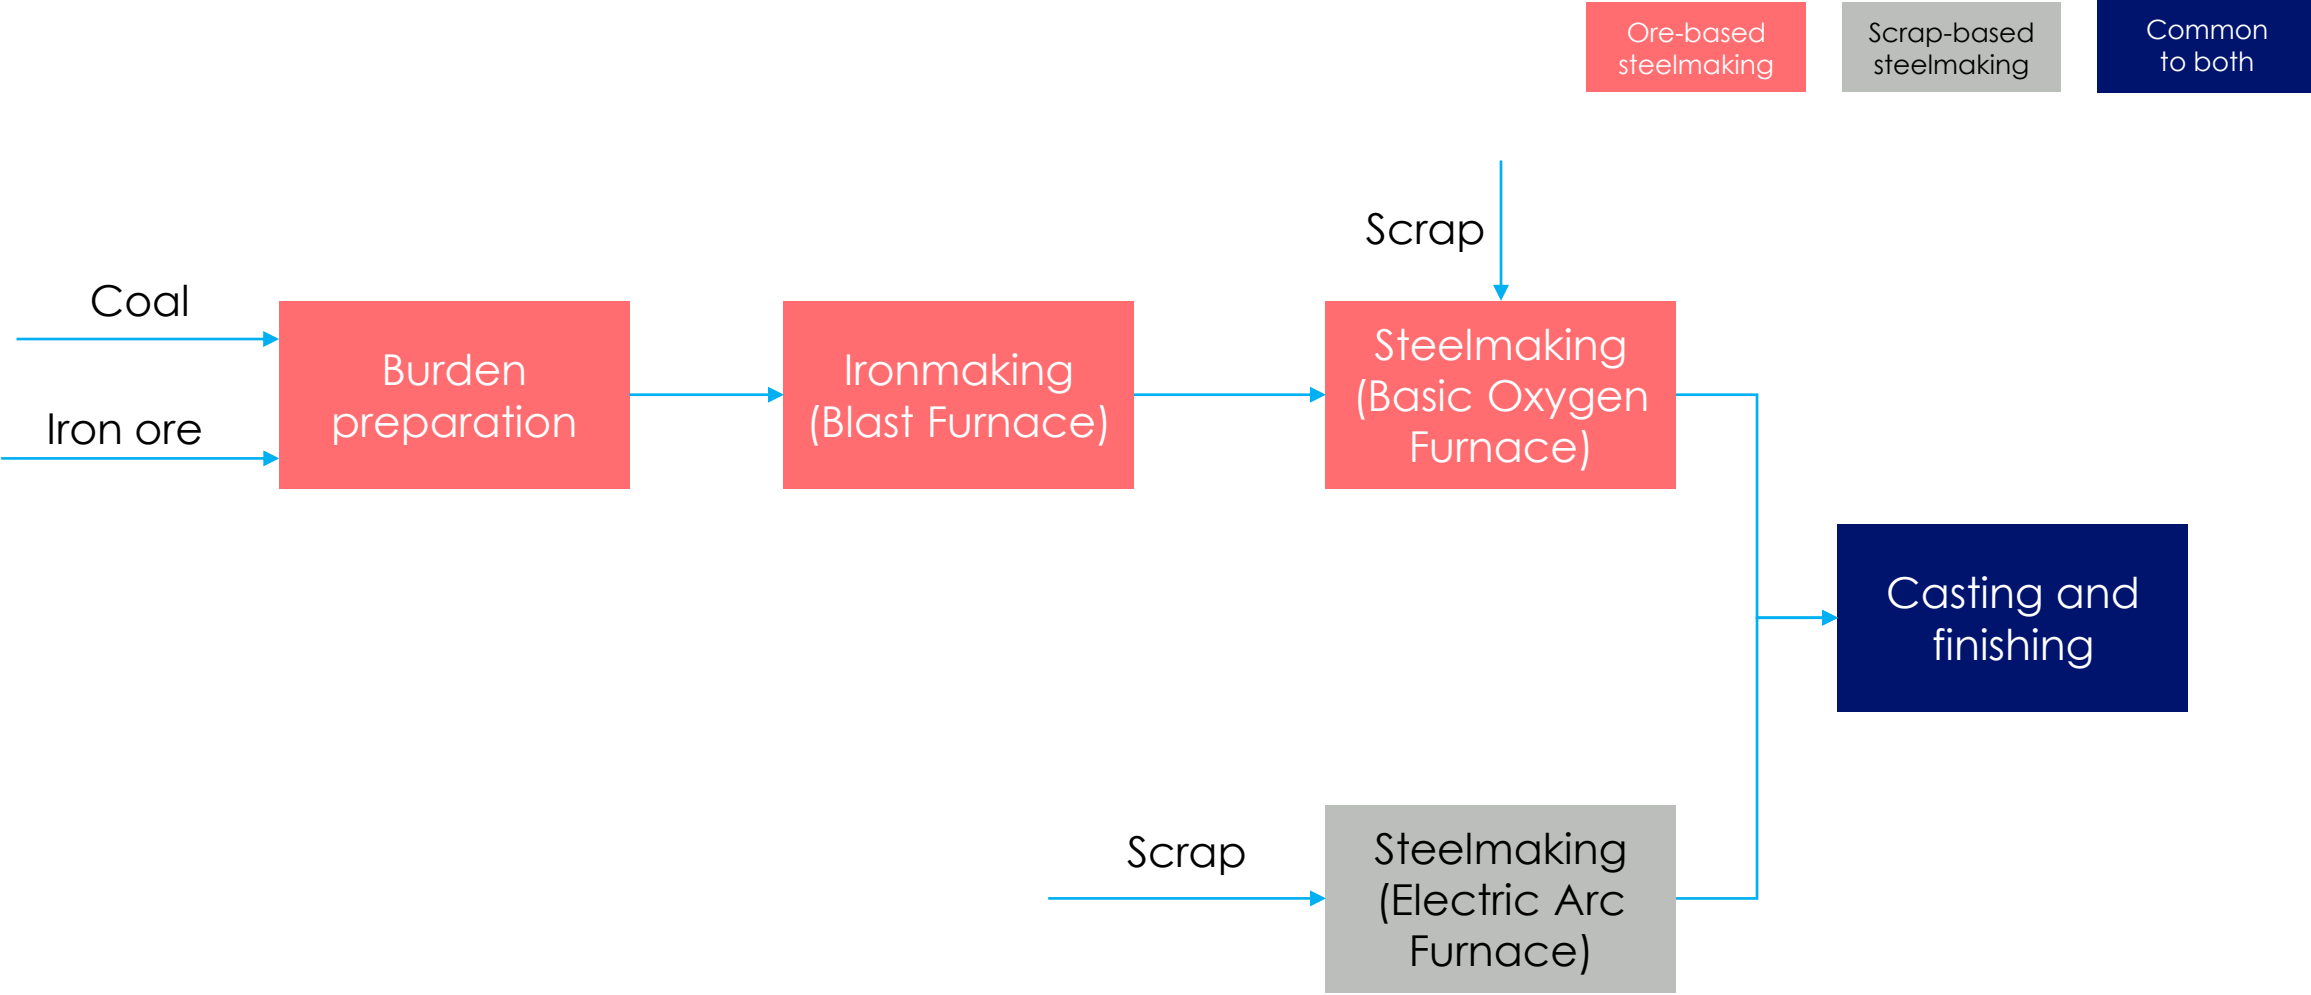 Ore-based
steelmaking
Scrap-based
steelmaking
Common
to both
Scrap
Coal
Iron ore
Burden
preparation
Ironmaking
(Blast Furnace)
Steelmaking
(Basic Oxygen
Furnace)
Casting and
finishing
Scrap
Steelmaking
(Electric Arc
Furnace)